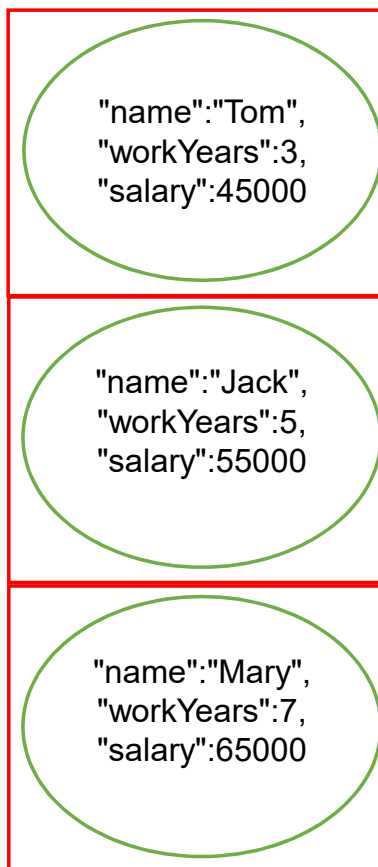 "name":"Tom",
"workYears":3,
"salary":45000
"name":"Jack",
"workYears":5,
"salary":55000
"name":"Mary",
"workYears":7,
"salary":65000